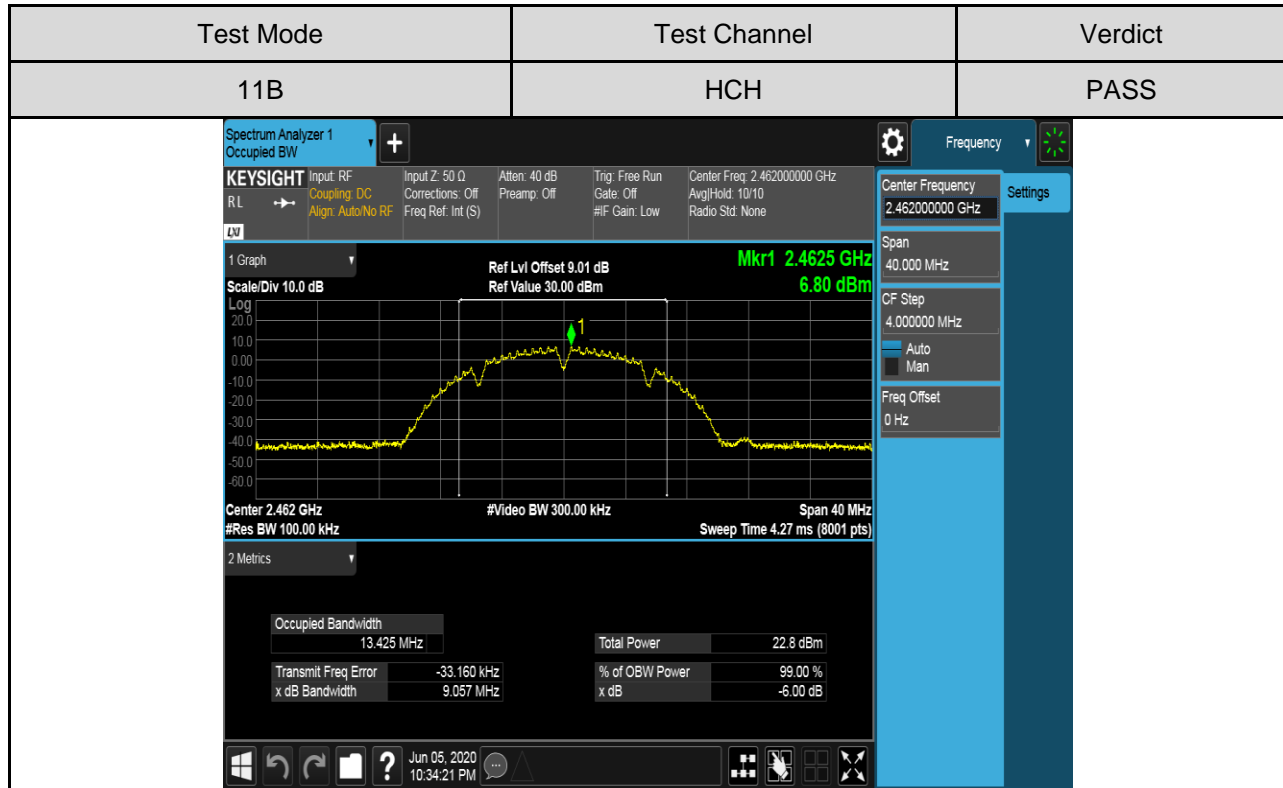 Test Mode Test Channel Verdict
11B HCH PASS
Spectrum Analyzer 1
Occupied BW
+
Frequency
KEYSIGHT
RL
LXI
Input: RF
Coupling: DC
Align: Auto/No RF
Input Z: 50 Ω
Corrections: Off
Freq Ref: Int (S)
Atten: 40 dB
Preamp: Off
Trig: Free Run
Gate: Off
#IF Gain: Low
Center Freq: 2.462000000 GHz
Avg|Hold: 10/10
Radio Std: None
Center Frequency
2.462000000 GHz
Settings
Span
40.000 MHz
CF Step
4.000000 MHz
Auto
Man
Freq Offset
0 Hz
1 Graph
Scale/Div 10.0 dB
Ref Lvl Offset 9.01 dB
Ref Value 30.00 dBm
Mkr1 2.4625 GHz
6.80 dBm
Log
20.0
10.0
0.00
-10.0
-20.0
-30.0
-40.0
-50.0
-60.0
1
Center 2.462 GHz #Video BW 300.00 kHz Span 40 MHz
#Res BW 100.00 kHz Sweep Time 4.27 ms (8001 pts)
2 Metrics
Occupied Bandwidth
13.425 MHz
Total Power 22.8 dBm
Transmit Freq Error -33.160 kHz % of OBW Power 99.00 %
x dB Bandwidth 9.057 MHz x dB -6.00 dB
?
Jun 05, 2020
10:34:21 PM